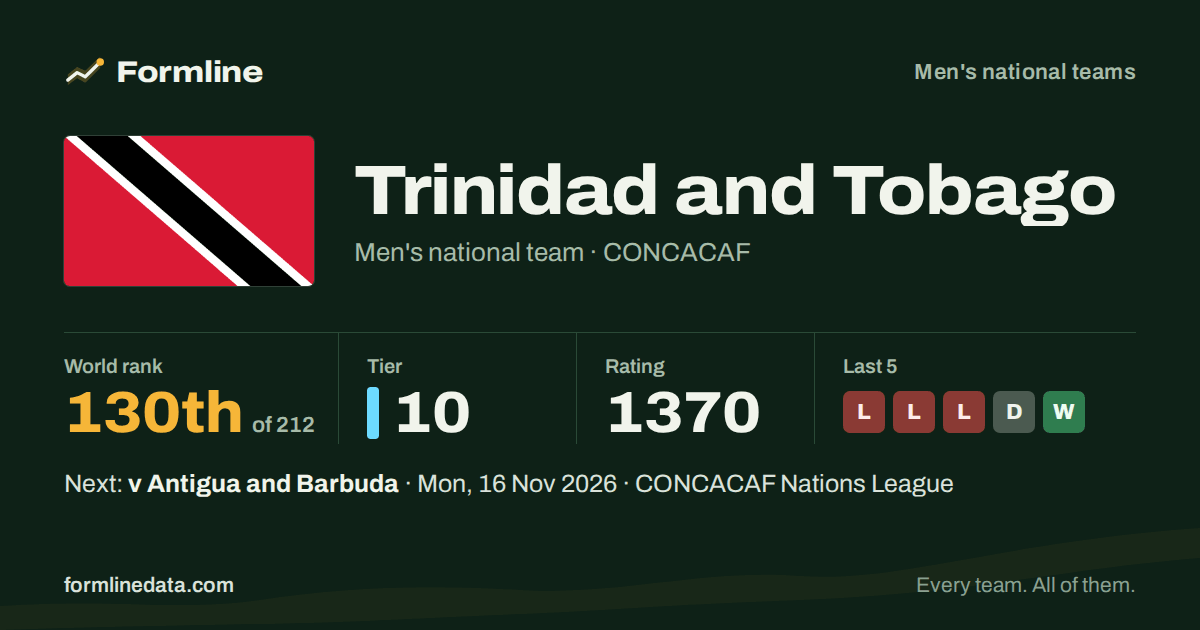 Formline
Men's national teams
Trinidad and Tobago
Men's national team · CONCACAF
World rank
130th of 212
Tier
10
Rating
1370
Last 5
L L L D W
Next: v Antigua and Barbuda · Mon, 16 Nov 2026 · CONCACAF Nations League
formlinedata.com
Every team. All of them.